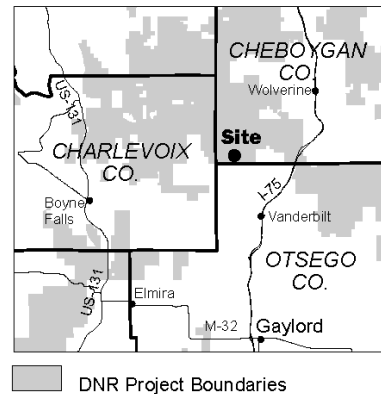 CHEBOYGAN
CO.
Wolverine
US-131
Site
CHARLEVOIX
CO.
I-75
Boyne
Falls
Vanderbilt
OTSEGO
CO.
US-131
Elmira
M-32
Gaylord
DNR Project Boundaries